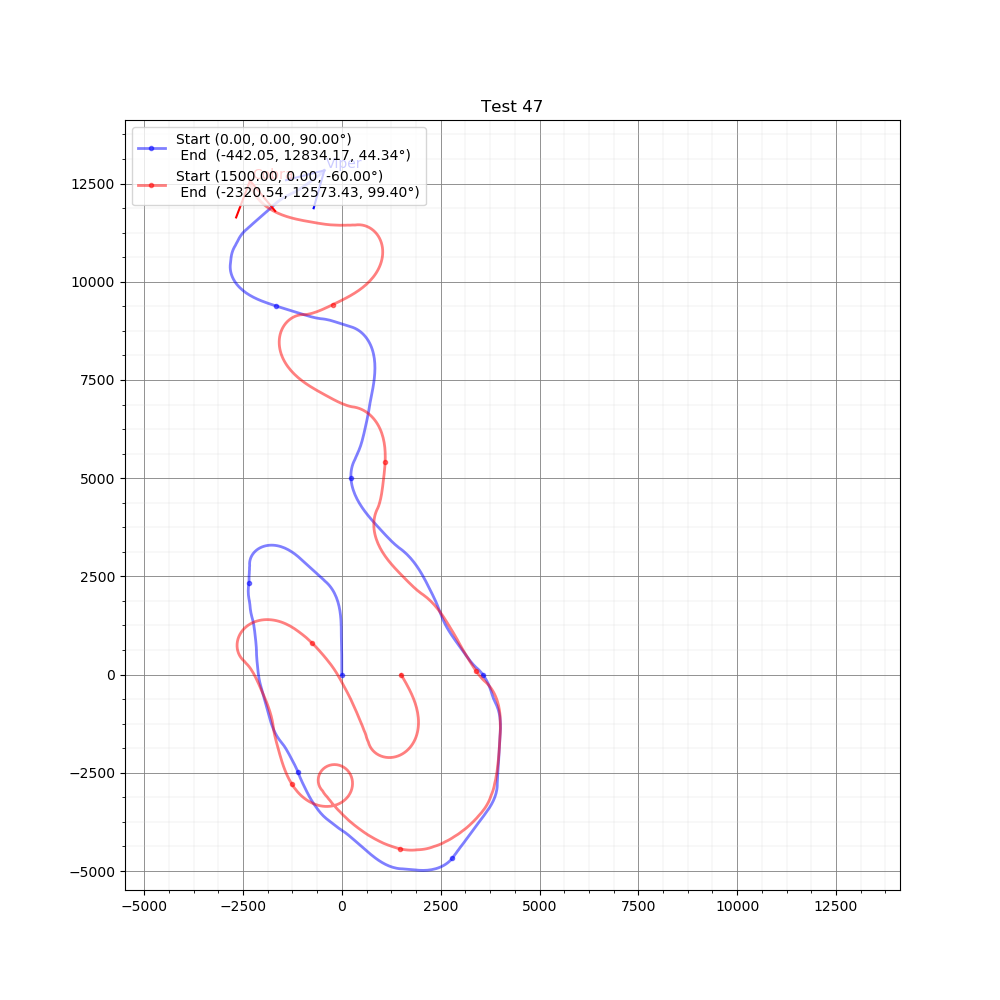 Test 47
Start (0.00, 0.00, 90.00°)
End (-442.05, 12834.17, 44.34°)
Viper
Start (1500.00, 0.00, -60.00°)
End (-2320.54, 12573.43, 99.40°)
12500
10000
7500
5000
2500
0
−2500
−5000
−5000 −2500 0 2500 5000 7500 10000 12500